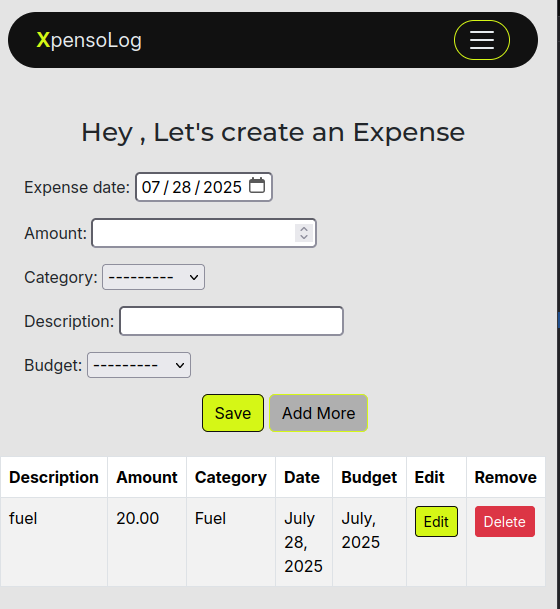 XpensoLog
Hey , Let's create an Expense
Expense date: 07/28/2025
Amount:
Category: ---------
Description:
Budget: ---------
Save Add More
Description Amount Category Date Budget Edit Remove
fuel 20.00 Fuel July July, Edit Delete
28, 2025
2025